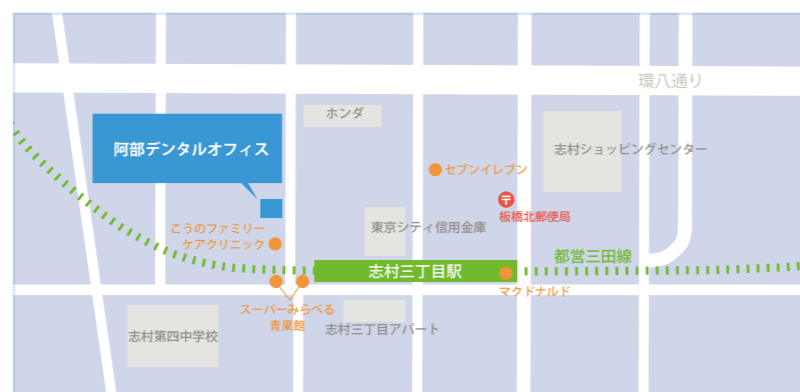 環八通り
ホンダ
阿部デンタルオフィス
志村ショッピングセンター
セブンイレブン
〒
板橋北郵便局
こうのファミリー
ケアクリニック
東京シティ信用金庫
都営三田線
志村三丁目駅
マクドナルド
スーパーみらべる
青果館
志村三丁目アパート
志村第四中学校